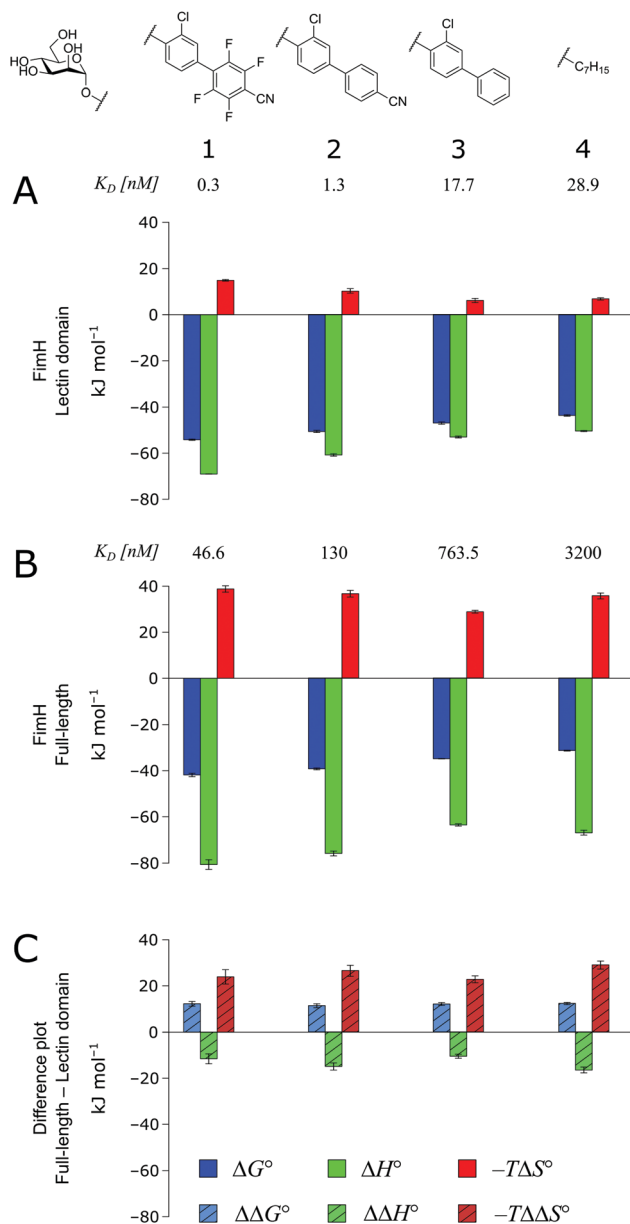 HO OH
HO
HO
O
O
Cl
F
F
F
F
CN
Cl
CN
Cl
C₇H₁₅
1 2 3 4
A
K_D [nM] 0.3 1.3 17.7 28.9
FimH
Lectin domain
kJ mol⁻¹
40
20
0
−20
−40
−60
−80
B
K_D [nM] 46.6 130 763.5 3200
FimH
Full-length
kJ mol⁻¹
40
20
0
−20
−40
−60
−80
C
Difference plot
Full-length – Lectin domain
kJ mol⁻¹
40
20
0
−20
−40
−60
−80
ΔG° ΔH° −TΔS°
ΔΔG° ΔΔH° −TΔΔS°